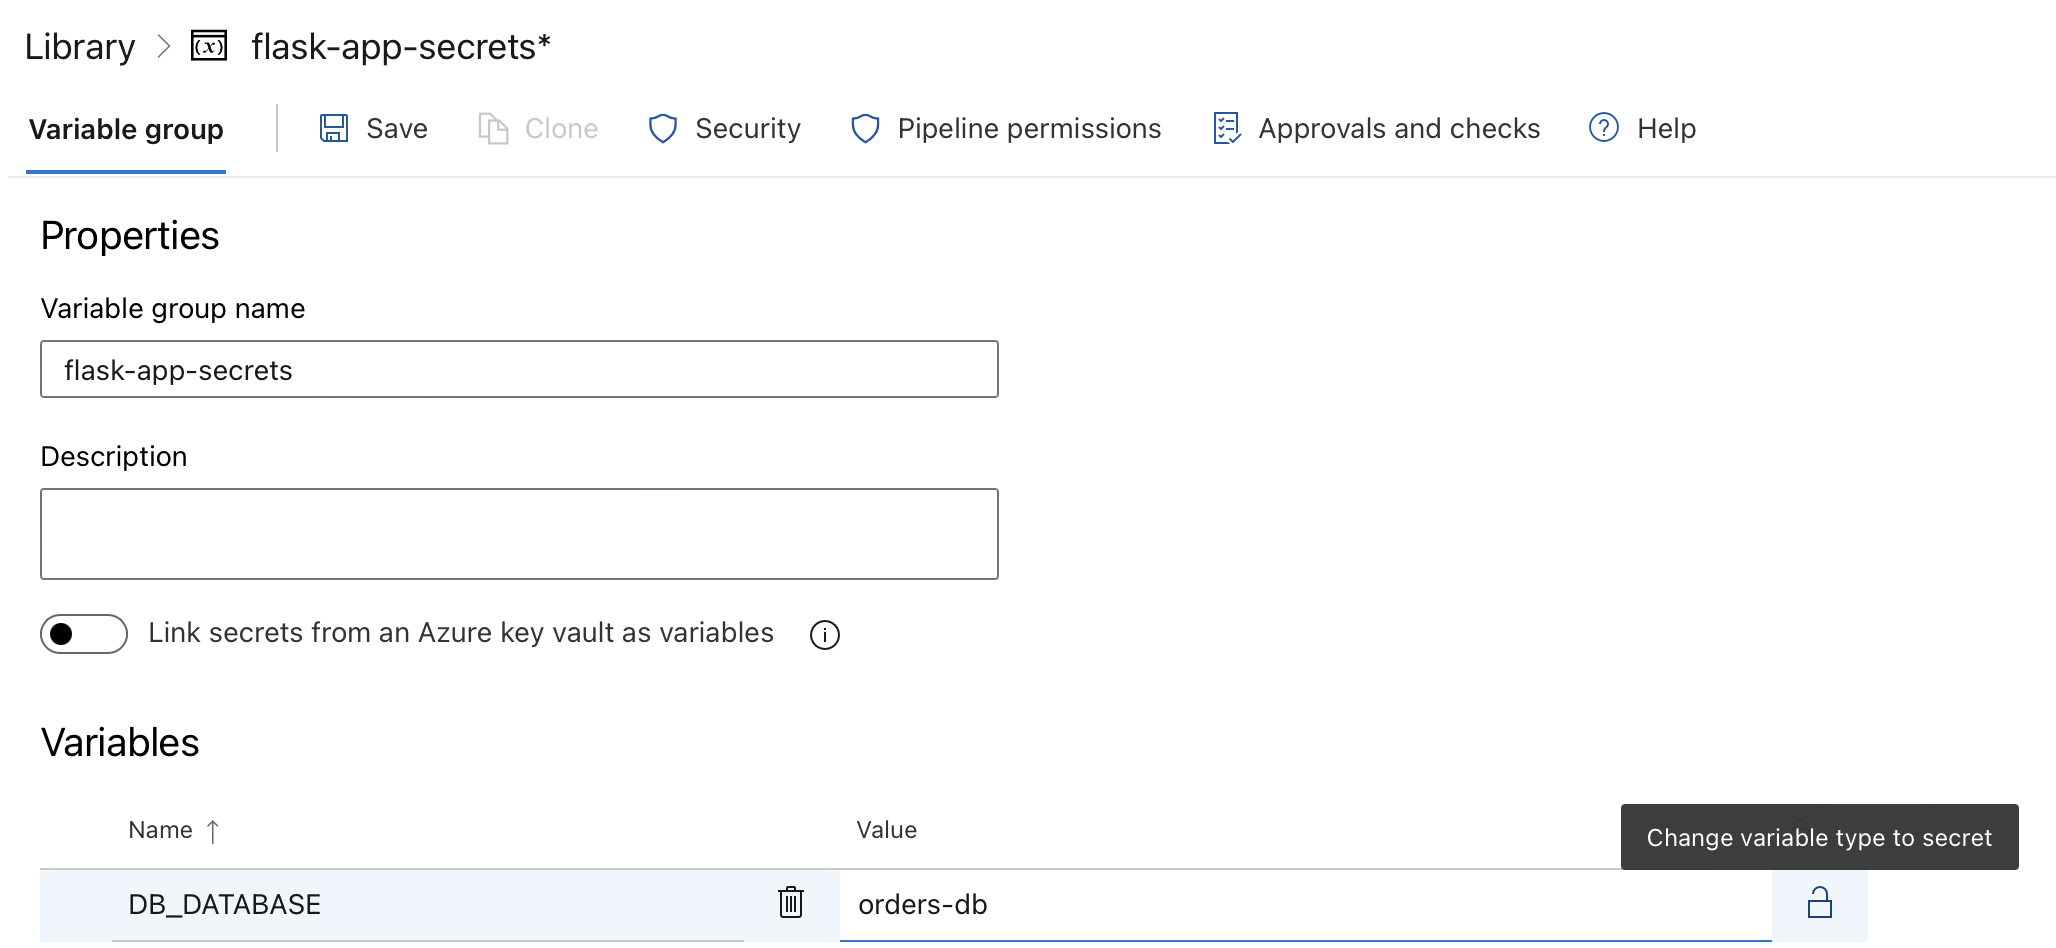 Library > (x) flask-app-secrets*
Variable group Save Clone Security Pipeline permissions Approvals and checks ? Help
Properties
Variable group name
flask-app-secrets
Description
Link secrets from an Azure key vault as variables i
Variables
Name ↑ Value Change variable type to secret
DB_DATABASE orders-db